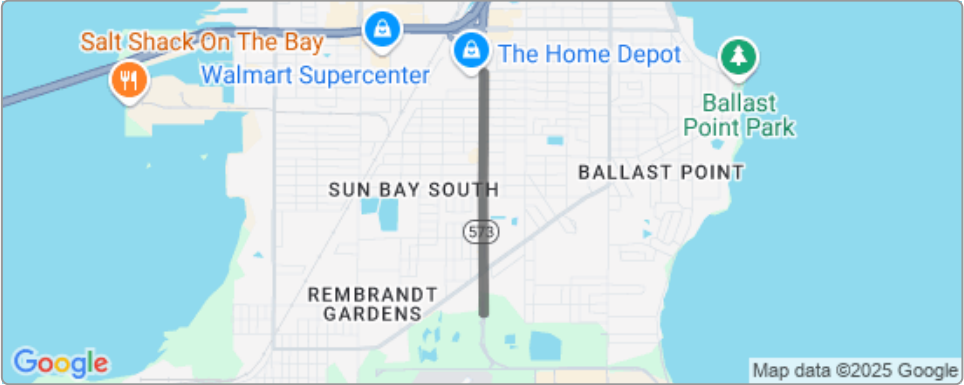 Salt Shack On The Bay
Walmart Supercenter
The Home Depot
Ballast
Point Park
BALLAST POINT
SUN BAY SOUTH
573
REMBRANDT
GARDENS
Google
Map data ©2025 Google